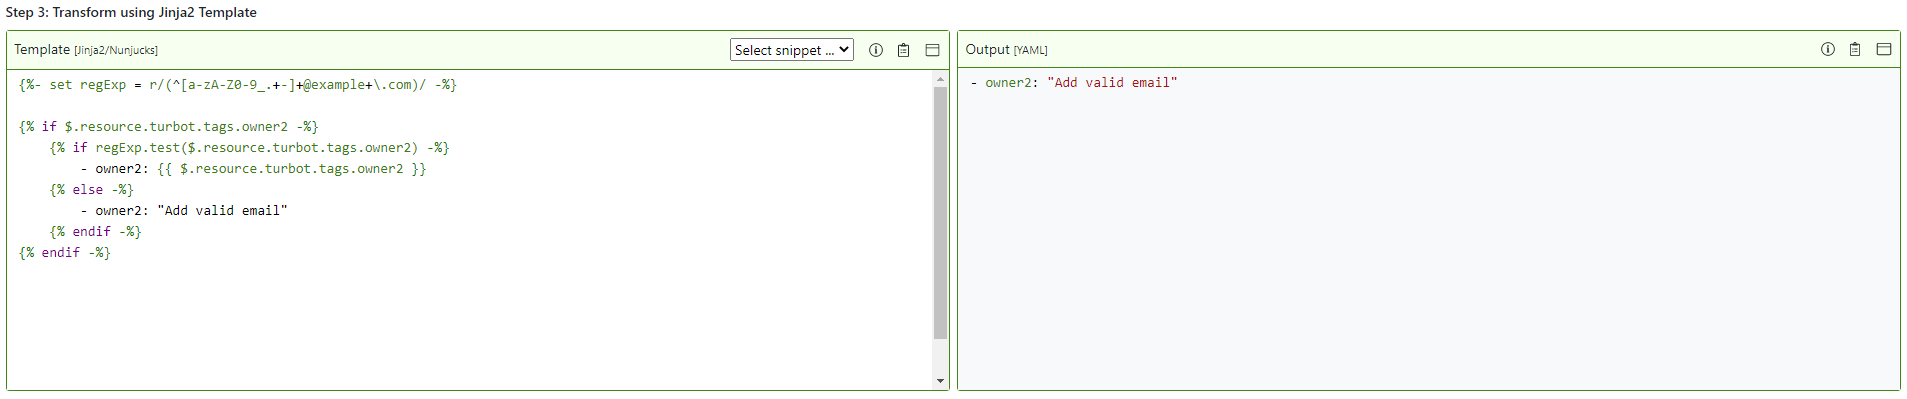 Step 3: Transform using Jinja2 Template
Template [Jinja2/Nunjucks]
Select snippet ...
{%- set regExp = r/(^[a-zA-Z0-9_.+-]+@example+\.com)/ -%}
{% if $.resource.turbot.tags.owner2 -%}
{% if regExp.test($.resource.turbot.tags.owner2) -%}
- owner2: {{ $.resource.turbot.tags.owner2 }}
{% else -%}
- owner2: "Add valid email"
{% endif -%}
{% endif -%}
Output [YAML]
- owner2: "Add valid email"